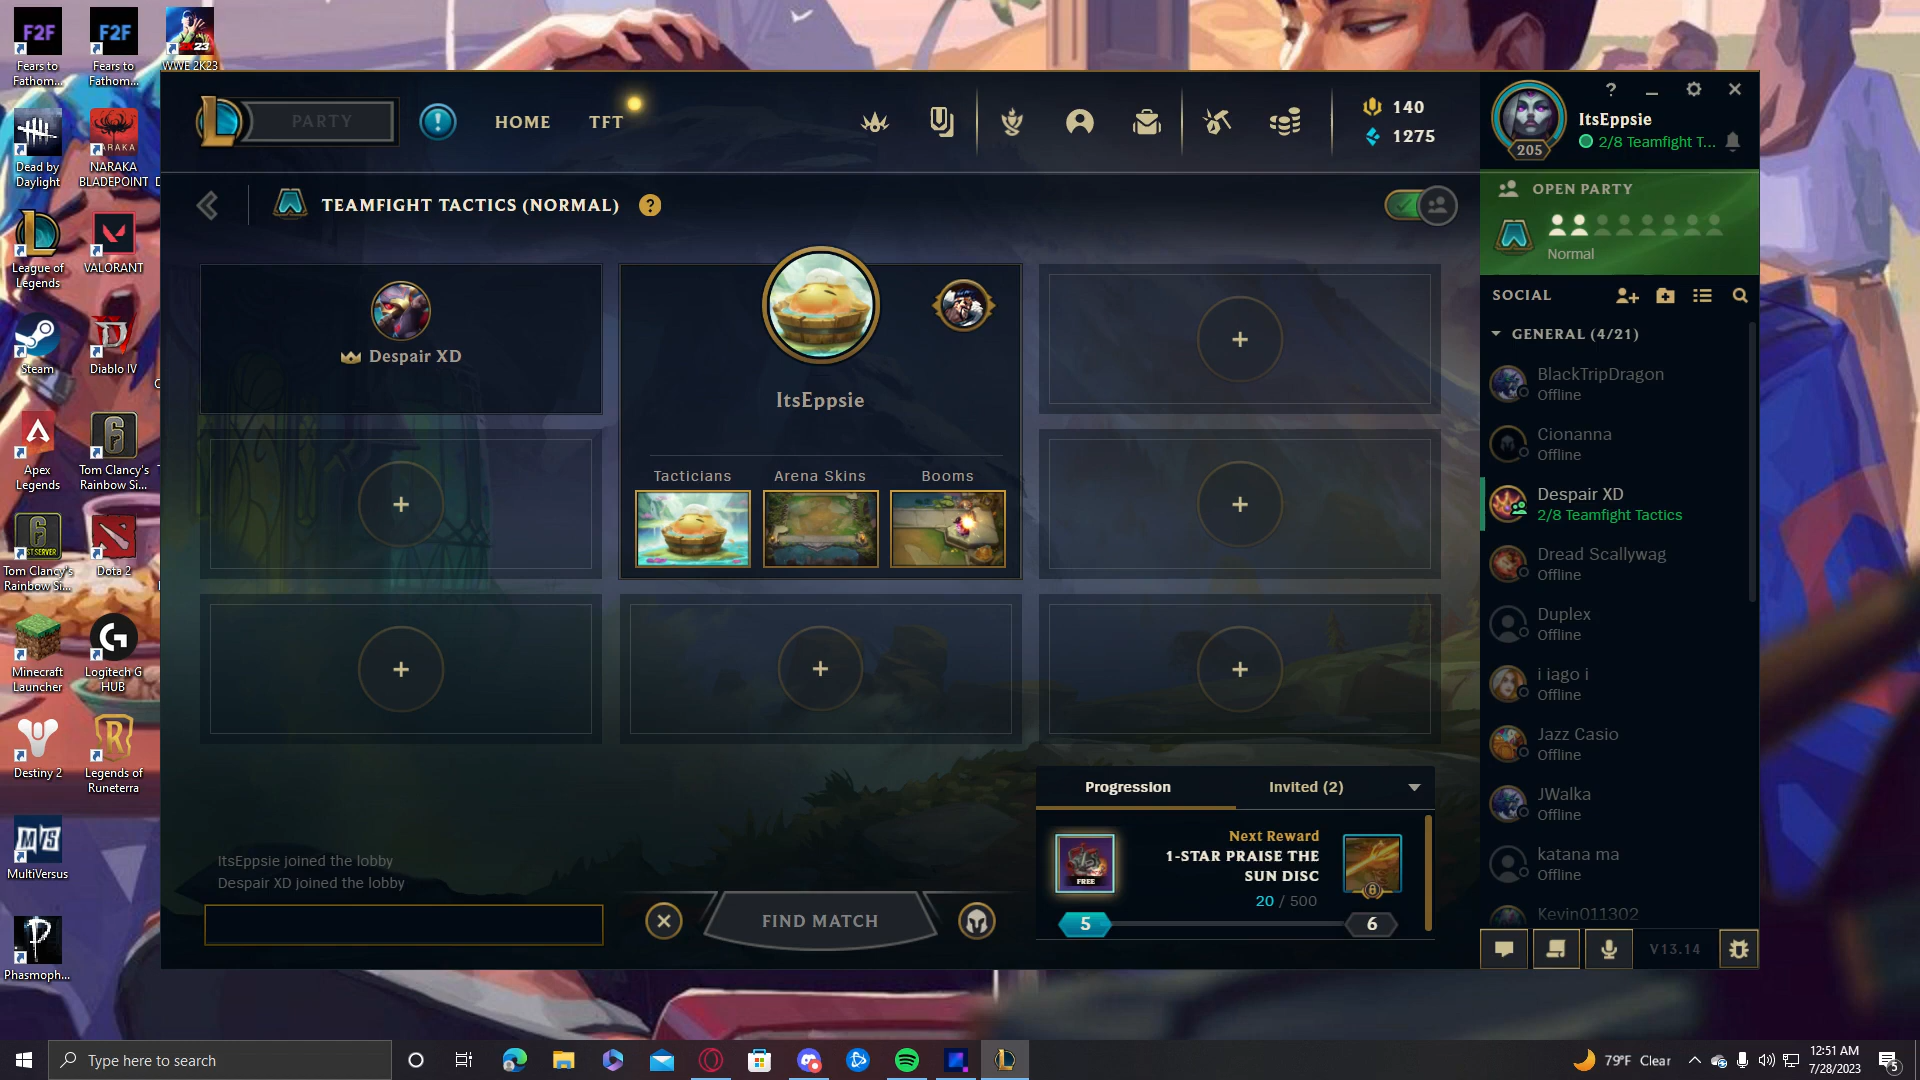 F2F
Fears to
Fathom...
F2F
Fears to
Fathom...
2K23
WWE 2K23
Dead by
Daylight
NARAKA
BLADEPOINT
League of
Legends
VALORANT
Steam
Diablo IV
Apex
Legends
Tom Clancy's
Rainbow Si...
TEST SERVER
Tom Clancy's
Rainbow Si...
Dota 2
Minecraft
Launcher
Logitech G
HUB
Destiny 2
Legends of
Runeterra
MultiVersus
Phasmoph...
PARTY
HOME
TFT
140
1275
?
ItsEppsie
2/8 Teamfight T...
205
TEAMFIGHT TACTICS (NORMAL)
?
OPEN PARTY
Normal
SOCIAL
GENERAL (4/21)
BlackTripDragon
Offline
Cionanna
Offline
Despair XD
2/8 Teamfight Tactics
Dread Scallywag
Offline
Duplex
Offline
i iago i
Offline
Jazz Casio
Offline
JWalka
Offline
katana ma
Offline
Kevin011302
V13.14
Despair XD
ItsEppsie
Tacticians
Arena Skins
Booms
Progression
Invited (2)
Next Reward
1-STAR PRAISE THE
SUN DISC
FREE
20 / 500
5
6
ItsEppsie joined the lobby
Despair XD joined the lobby
FIND MATCH
Type here to search
79°F Clear
12:51 AM
7/28/2023
5